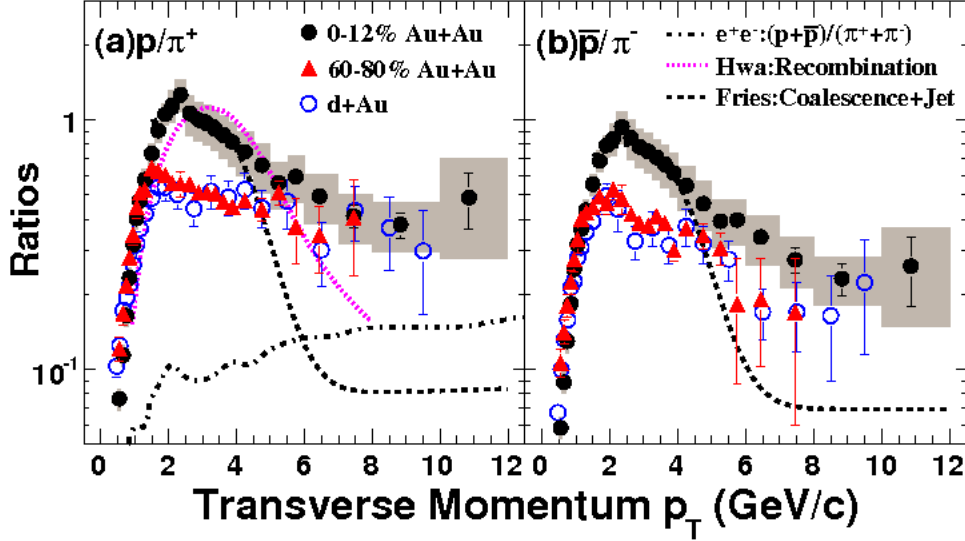 (a)p/π⁺
0-12% Au+Au
60-80% Au+Au
d+Au
(b)p̅/π⁻
e⁺e⁻:(p+p̅)/(π⁺+π⁻)
Hwa:Recombination
Fries:Coalescence+Jet
Ratios
1
10⁻¹
0 2 4 6 8 10 12
0 2 4 6 8 10 12
Transverse Momentum p_T (GeV/c)